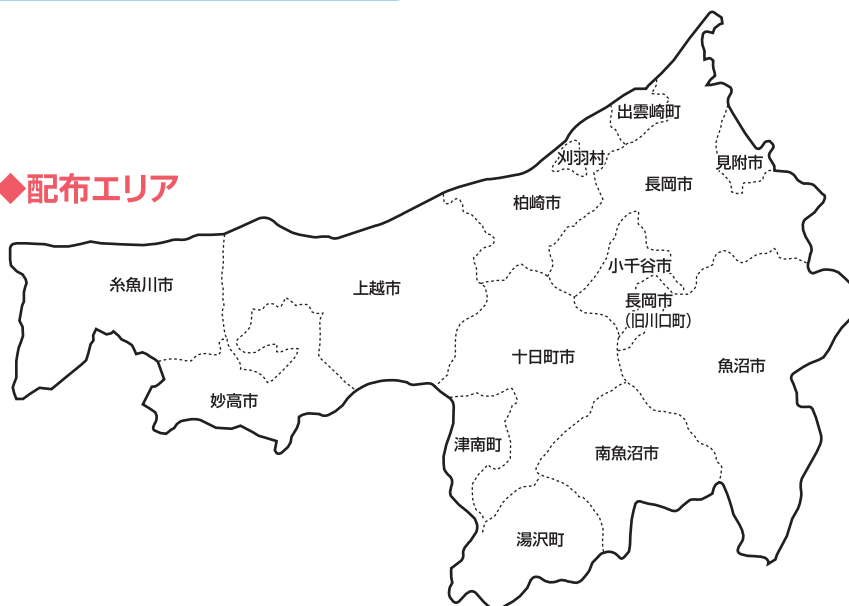 ◆配布エリア
出雲崎町
刈羽村
見附市
長岡市
柏崎市
小千谷市
糸魚川市
上越市
長岡市
（旧川口町）
十日町市
魚沼市
妙高市
津南町
南魚沼市
湯沢町